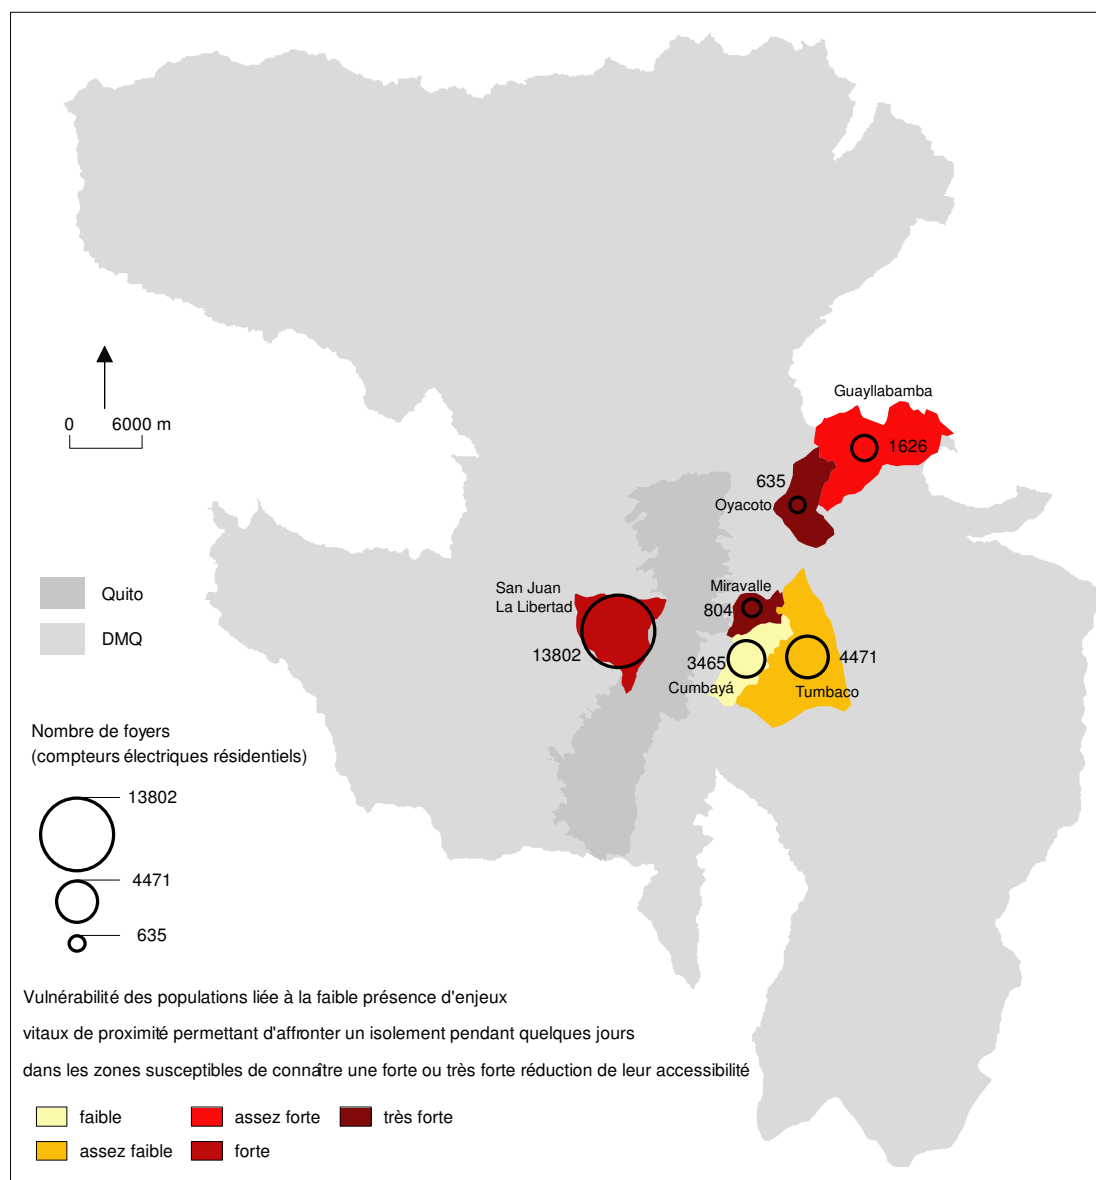 Guayllabamba
1626
635
Oyacoto
0 6000 m
San Juan
La Libertad
13802
Miravalle
804
3465
Cumbayá
4471
Tumbaco
Quito
DMQ
Nombre de foyers
(compteurs électriques résidentiels)
13802
4471
635
Vulnérabilité des populations liée à la faible présence d'enjeux
vitaux de proximité permettant d'affronter un isolement pendant quelques jours
dans les zones susceptibles de connaître une forte ou très forte réduction de leur accessibilité
faible
assez forte
très forte
assez faible
forte